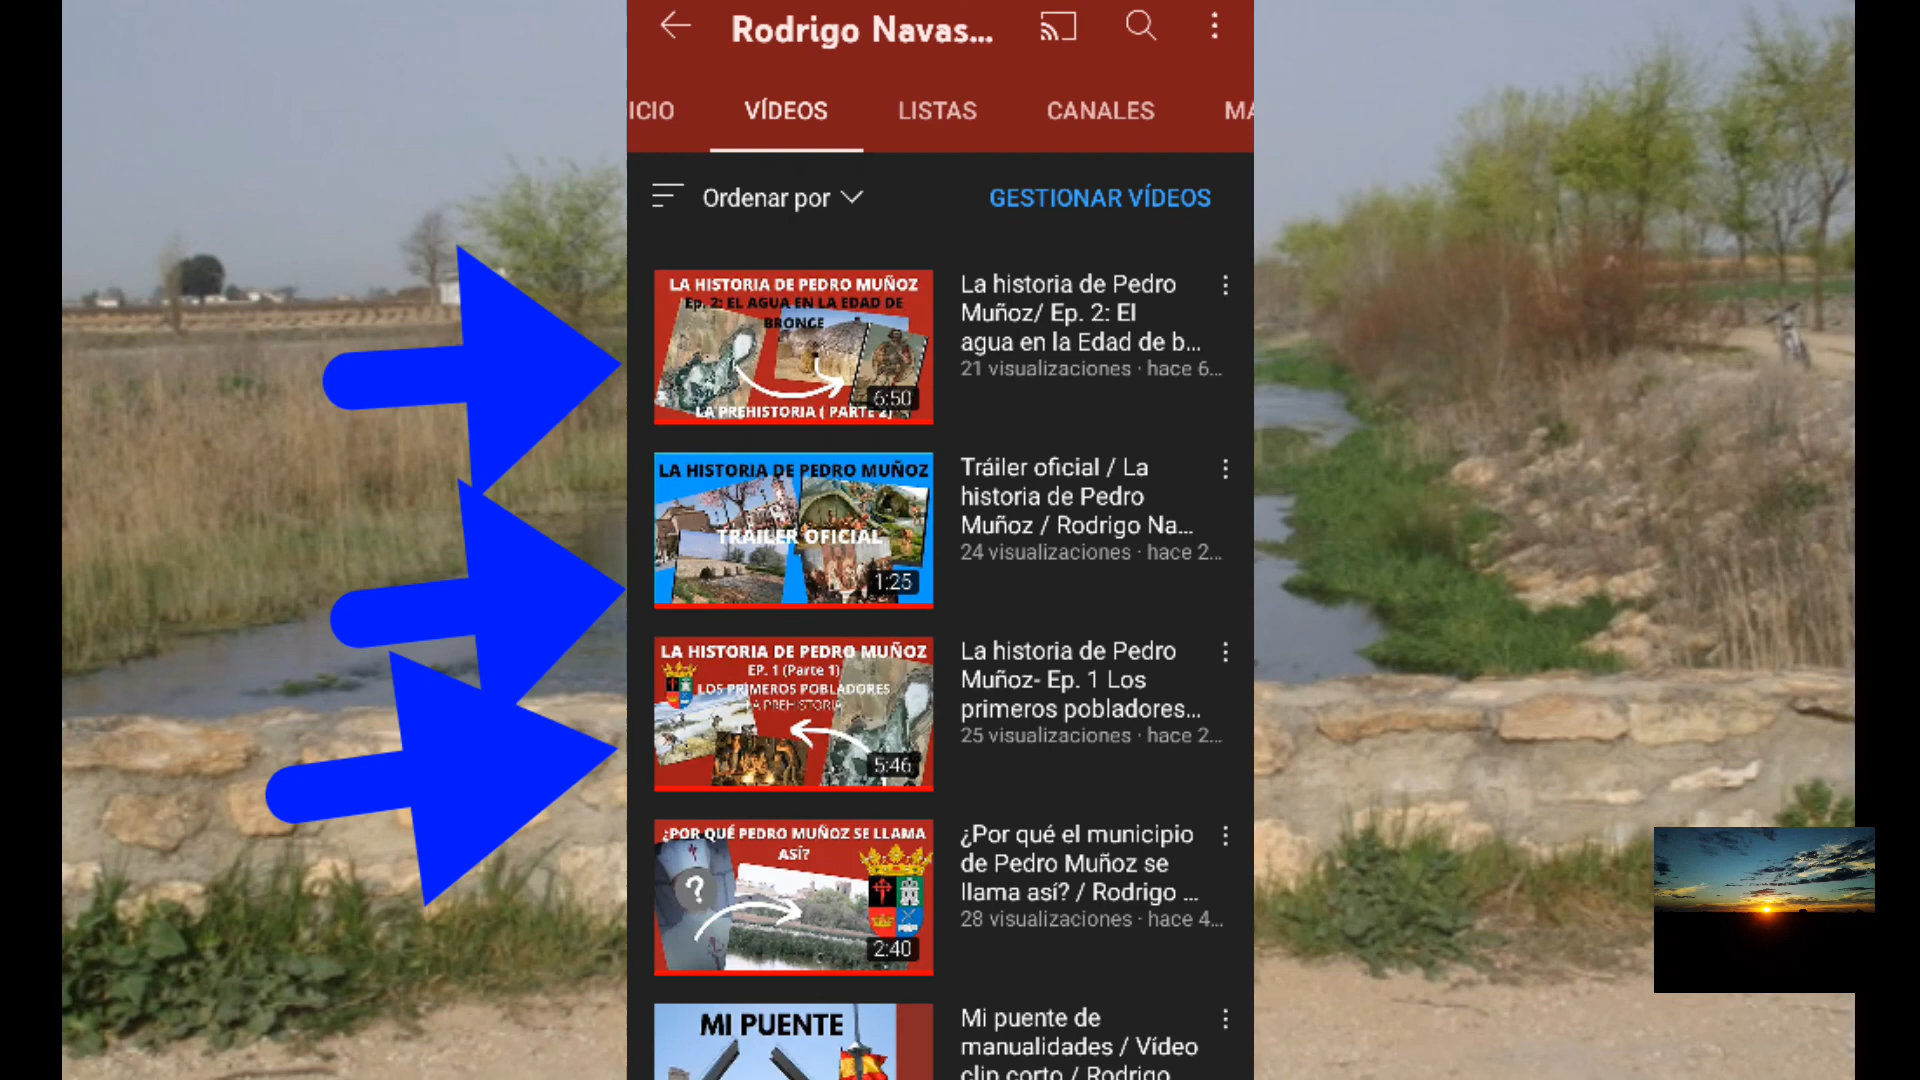 Rodrigo Navas...
ICIO VÍDEOS LISTAS CANALES MA
Ordenar por GESTIONAR VÍDEOS
LA HISTORIA DE PEDRO MUÑOZ
Ep. 2: EL AGUA EN LA EDAD DE
BRONCE
LA PREHISTORIA ( PARTE 2)
6:50
La historia de Pedro
Muñoz/ Ep. 2: El
agua en la Edad de b...
21 visualizaciones · hace 6...
LA HISTORIA DE PEDRO MUÑOZ
TRÁILER OFICIAL
1:25
Tráiler oficial / La
historia de Pedro
Muñoz / Rodrigo Na...
24 visualizaciones · hace 2...
LA HISTORIA DE PEDRO MUÑOZ
EP. 1 (Parte 1)
LOS PRIMEROS POBLADORES
LA PREHISTORIA
5:46
La historia de Pedro
Muñoz- Ep. 1 Los
primeros pobladores...
25 visualizaciones · hace 2...
¿POR QUÉ PEDRO MUÑOZ SE LLAMA
ASÍ?
?
2:40
¿Por qué el municipio
de Pedro Muñoz se
llama así? / Rodrigo ...
28 visualizaciones · hace 4...
MI PUENTE
Mi puente de
manualidades / Vídeo
clip corto / Rodrigo